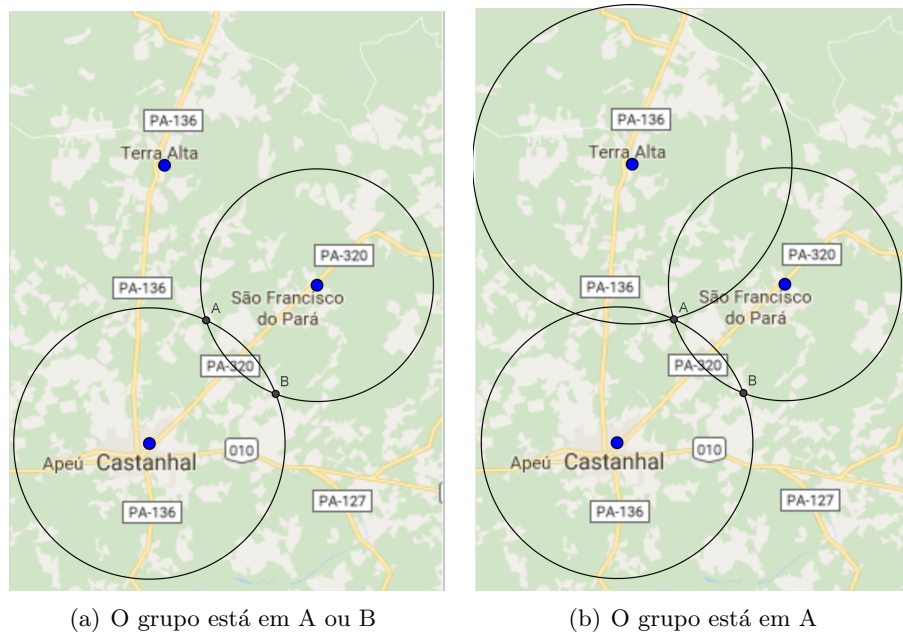 PA-136
Terra Alta
PA-320
PA-136
São Francisco
do Pará
A
PA-320
B
010
Apeú
Castanhal
PA-136
PA-127
(a) O grupo está em A ou B
PA-136
Terra Alta
PA-320
PA-136
São Francisco
do Pará
A
PA-320
B
010
Apeú
Castanhal
PA-136
PA-127
(b) O grupo está em A